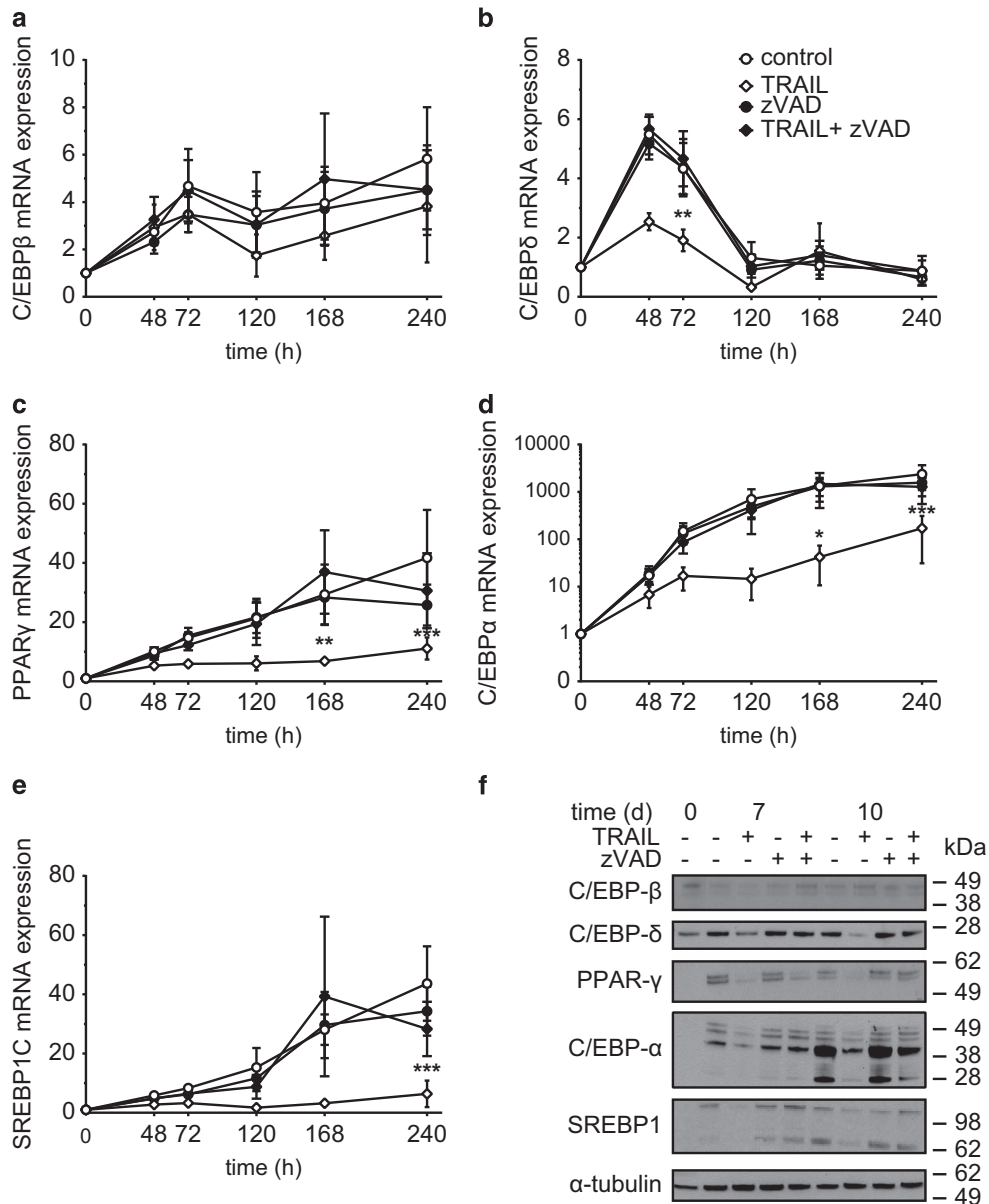 a
C/EBPβ mRNA expression
10
8
6
4
2
0
0 48 72 120 168 240
time (h)
b
C/EBPδ mRNA expression
8
6
4
2
0
control
TRAIL
zVAD
TRAIL+ zVAD
**
0 48 72 120 168 240
time (h)
c
PPARγ mRNA expression
80
60
40
20
0
**
***
0 48 72 120 168 240
time (h)
d
C/EBPα mRNA expression
10000
1000
100
10
1
*
***
0 48 72 120 168 240
time (h)
e
SREBP1C mRNA expression
80
60
40
20
0
***
0 48 72 120 168 240
time (h)
f
time (d) 0 7 10
TRAIL - - + - + - + - + kDa
zVAD - - - + + - - + +
C/EBP-β – 49
– 38
C/EBP-δ – 28
PPAR-γ – 62
– 49
C/EBP-α – 49
– 38
– 28
SREBP1 – 98
– 62
α-tubulin – 62
– 49